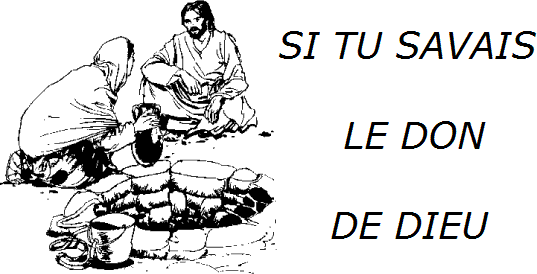 SI TU SAVAIS
LE DON
DE DIEU